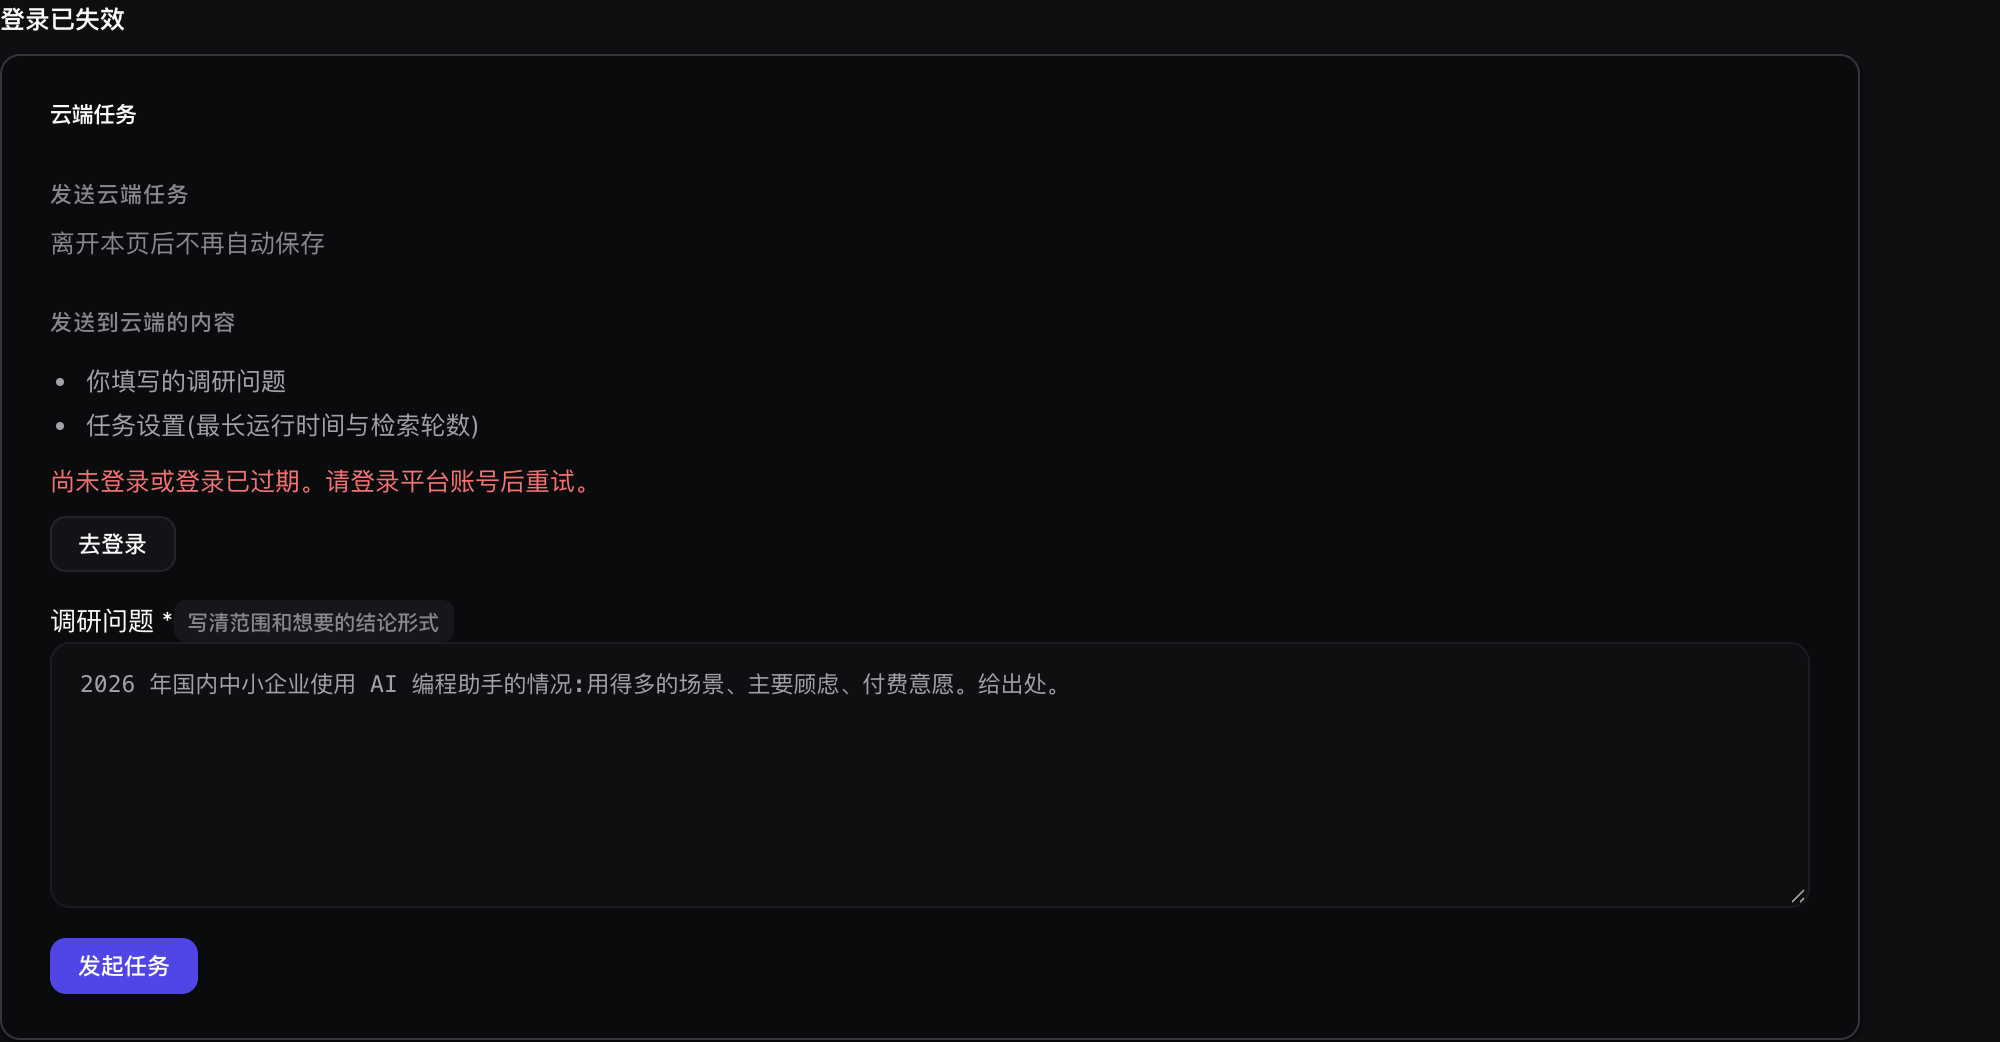 登录已失效
云端任务
发送云端任务
离开本页后不再自动保存
发送到云端的内容
• 你填写的调研问题
• 任务设置(最长运行时间与检索轮数)
尚未登录或登录已过期。请登录平台账号后重试。
去登录
调研问题 * 写清范围和想要的结论形式
2026 年国内中小企业使用 AI 编程助手的情况:用得多的场景、主要顾虑、付费意愿。给出处。
发起任务